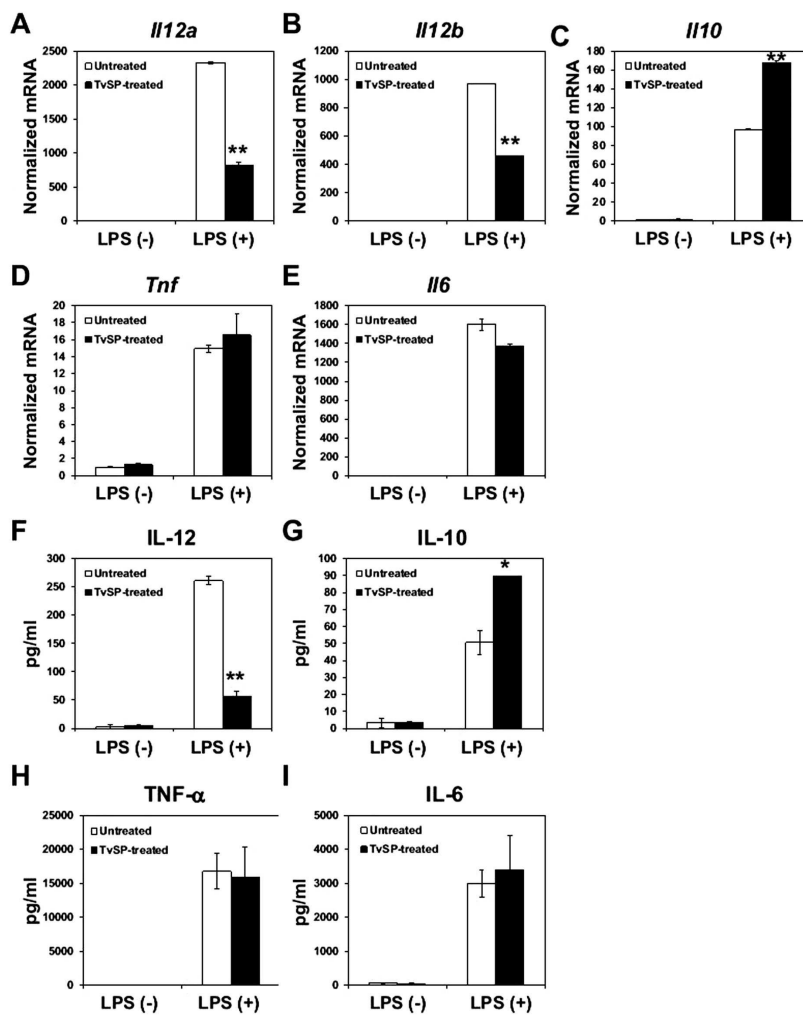 A
Il12a
Normalized mRNA
2500
2000
1500
1000
500
0
Untreated
TvSP-treated
**
LPS (-)
LPS (+)
B
Il12b
Normalized mRNA
1200
1000
800
600
400
200
0
Untreated
TvSP-treated
**
LPS (-)
LPS (+)
C
Il10
Normalized mRNA
180
160
140
120
100
80
60
40
20
0
Untreated
TvSP-treated
**
LPS (-)
LPS (+)
D
Tnf
Normalized mRNA
20
18
16
14
12
10
8
6
4
2
0
Untreated
TvSP-treated
LPS (-)
LPS (+)
E
Il6
Normalized mRNA
1800
1600
1400
1200
1000
800
600
400
200
0
Untreated
TvSP-treated
LPS (-)
LPS (+)
F
IL-12
pg/ml
300
250
200
150
100
50
0
Untreated
TvSP-treated
**
LPS (-)
LPS (+)
G
IL-10
pg/ml
100
90
80
70
60
50
40
30
20
10
0
Untreated
TvSP-treated
*
LPS (-)
LPS (+)
H
TNF-α
pg/ml
25000
20000
15000
10000
5000
0
Untreated
TvSP-treated
LPS (-)
LPS (+)
I
IL-6
pg/ml
5000
4000
3000
2000
1000
0
Untreated
TvSP-treated
LPS (-)
LPS (+)